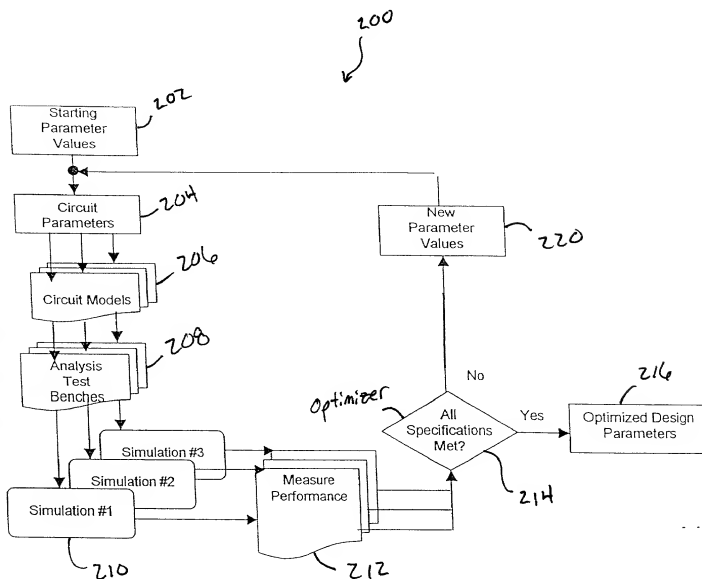 200
202
Starting
Parameter
Values
Circuit
Parameters
204
New
Parameter
Values
220
206
Circuit Models
208
Analysis
Test
Benches
No
216
Optimizer
All
Specifications
Met?
Yes
Optimized Design
Parameters
Simulation #3
Simulation #2
Simulation #1
Measure
Performance
214
210
212